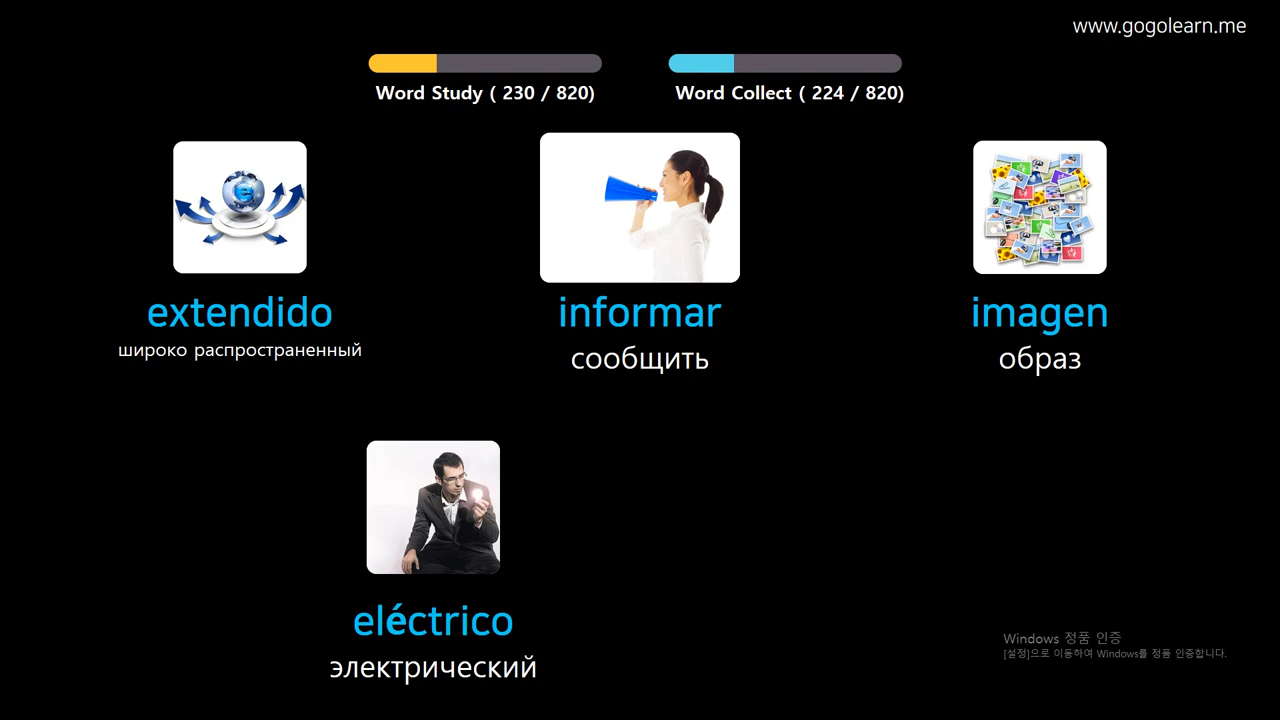 www.gogolearn.me
Word Study ( 230 / 820)
Word Collect ( 224 / 820)
extendido
широко распространенный
informar
сообщить
imagen
образ
eléctrico
электрический
Windows 정품 인증
[설정]으로 이동하여 Windows를 정품 인증합니다.